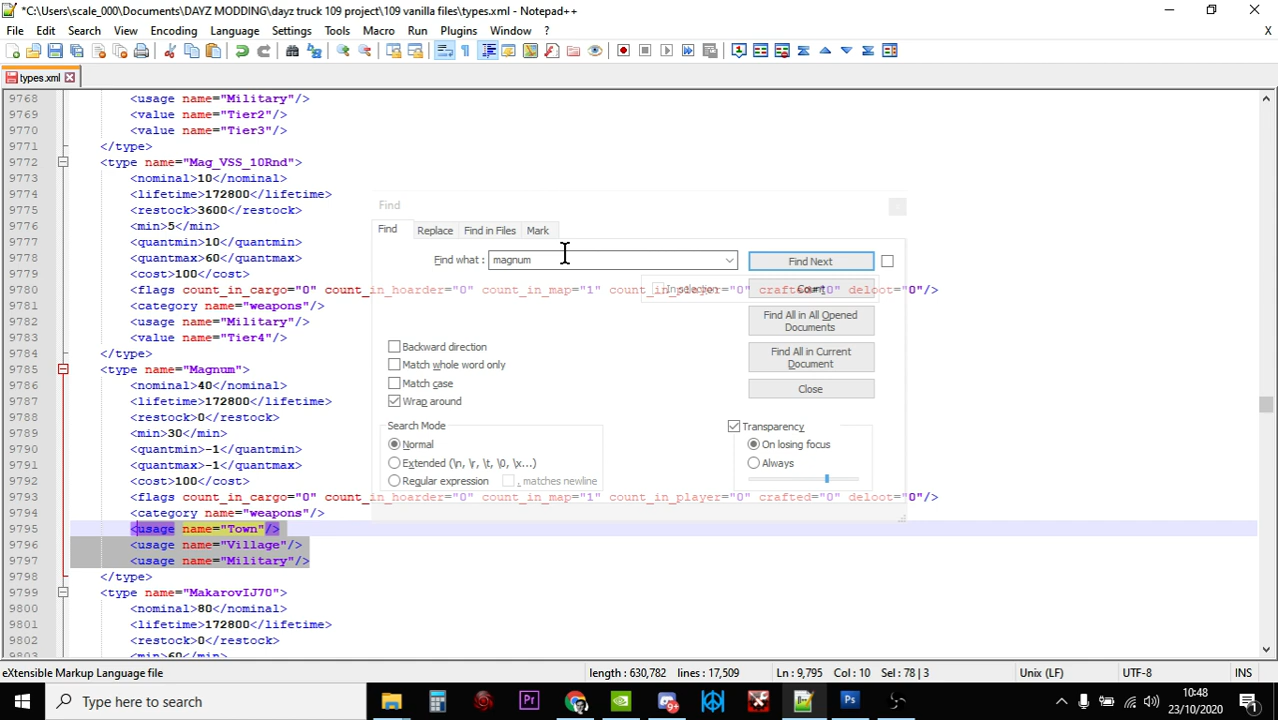 *C:\Users\scale_000\Documents\DAYZ MODDING\dayz truck 109 project\109 vanilla files\types.xml - Notepad++
File Edit Search View Encoding Language Settings Tools Macro Run Plugins Window ? X
types.xml
9768 <usage name="Military"/>
9769 <value name="Tier2"/>
9770 <value name="Tier3"/>
9771 </type>
9772 <type name="Mag_VSS_10Rnd">
9773 <nominal>10</nominal>
9774 <lifetime>172800</lifetime>
9775 <restock>3600</restock>
9776 <min>5</min>
9777 <quantmin>10</quantmin>
9778 <quantmax>60</quantmax>
9779 <cost>100</cost>
9780 <flags count_in_cargo="0" count_in_hoarder="0" count_in_map="1" count_in_player="0" crafted="0" deloot="0"/>
9781 <category name="weapons"/>
9782 <usage name="Military"/>
9783 <value name="Tier4"/>
9784 </type>
9785 <type name="Magnum">
9786 <nominal>40</nominal>
9787 <lifetime>172800</lifetime>
9788 <restock>0</restock>
9789 <min>30</min>
9790 <quantmin>-1</quantmin>
9791 <quantmax>-1</quantmax>
9792 <cost>100</cost>
9793 <flags count_in_cargo="0" count_in_hoarder="0" count_in_map="1" count_in_player="0" crafted="0" deloot="0"/>
9794 <category name="weapons"/>
9795 <usage name="Town"/>
9796 <usage name="Village"/>
9797 <usage name="Military"/>
9798 </type>
9799 <type name="MakarovIJ70">
9800 <nominal>80</nominal>
9801 <lifetime>172800</lifetime>
9802 <restock>0</restock>
9803 <min>60</min>
Find
Find Replace Find in Files Mark
Find what : magnum
Find Next
In selection
Count
Find All in All Opened Documents
Find All in Current Document
Close
Backward direction
Match whole word only
Match case
Wrap around
Search Mode
Normal
Extended (\n, \r, \t, \0, \x...)
Regular expression . matches newline
Transparency
On losing focus
Always
eXtensible Markup Language file length : 630,782 lines : 17,509 Ln : 9,795 Col : 10 Sel : 78 | 3 Unix (LF) UTF-8 INS
Type here to search
10:48
23/10/2020